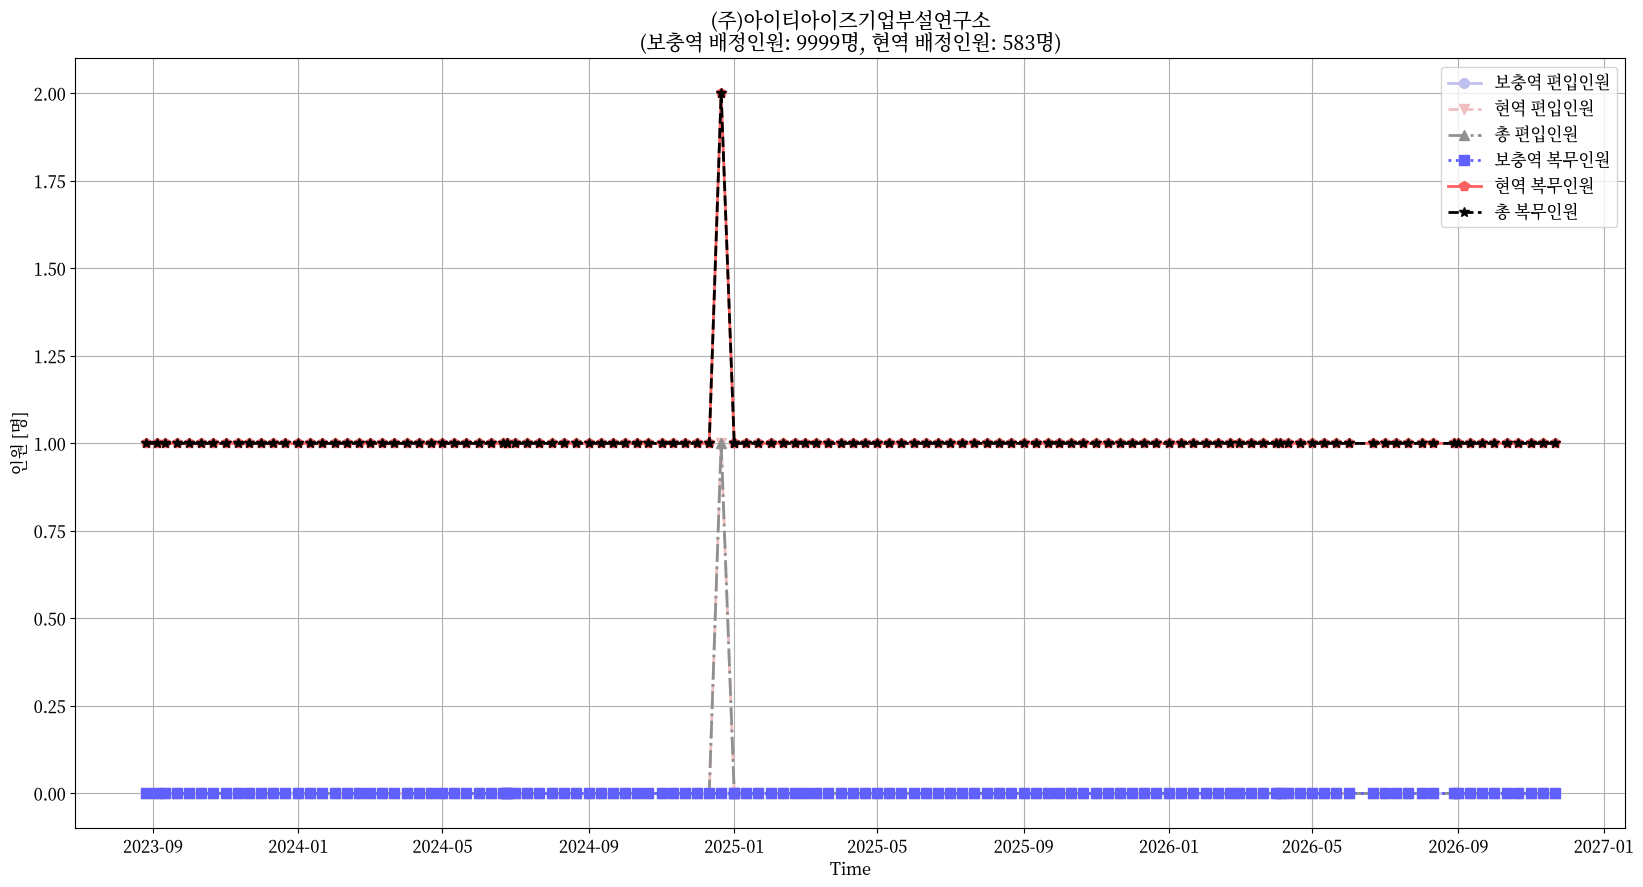 (주)아이티아이즈기업부설연구소
(보충역 배정인원: 9999명, 현역 배정인원: 583명)
보충역 편입인원
현역 편입인원
총 편입인원
보충역 복무인원
현역 복무인원
총 복무인원
인원 [명]
2.00
1.75
1.50
1.25
1.00
0.75
0.50
0.25
0.00
2023-09 2024-01 2024-05 2024-09 2025-01 2025-05 2025-09 2026-01 2026-05 2026-09 2027-01
Time